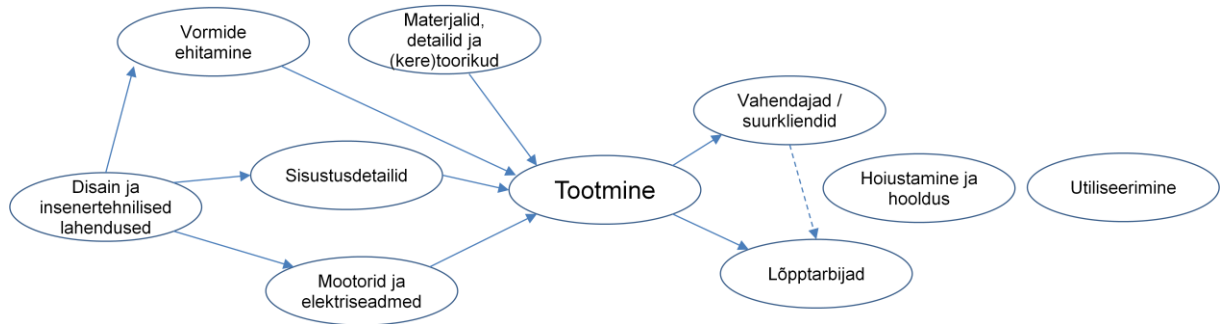 Vormide
ehitamine
Materjalid,
detailid ja
(kere)toorikud
Vahendajad /
suurkliendid
Disain ja
insenertehnilised
lahendused
Sisustusdetailid
Tootmine
Hoiustamine ja
hooldus
Utiliseerimine
Mootorid ja
elektriseadmed
Lõpptarbijad